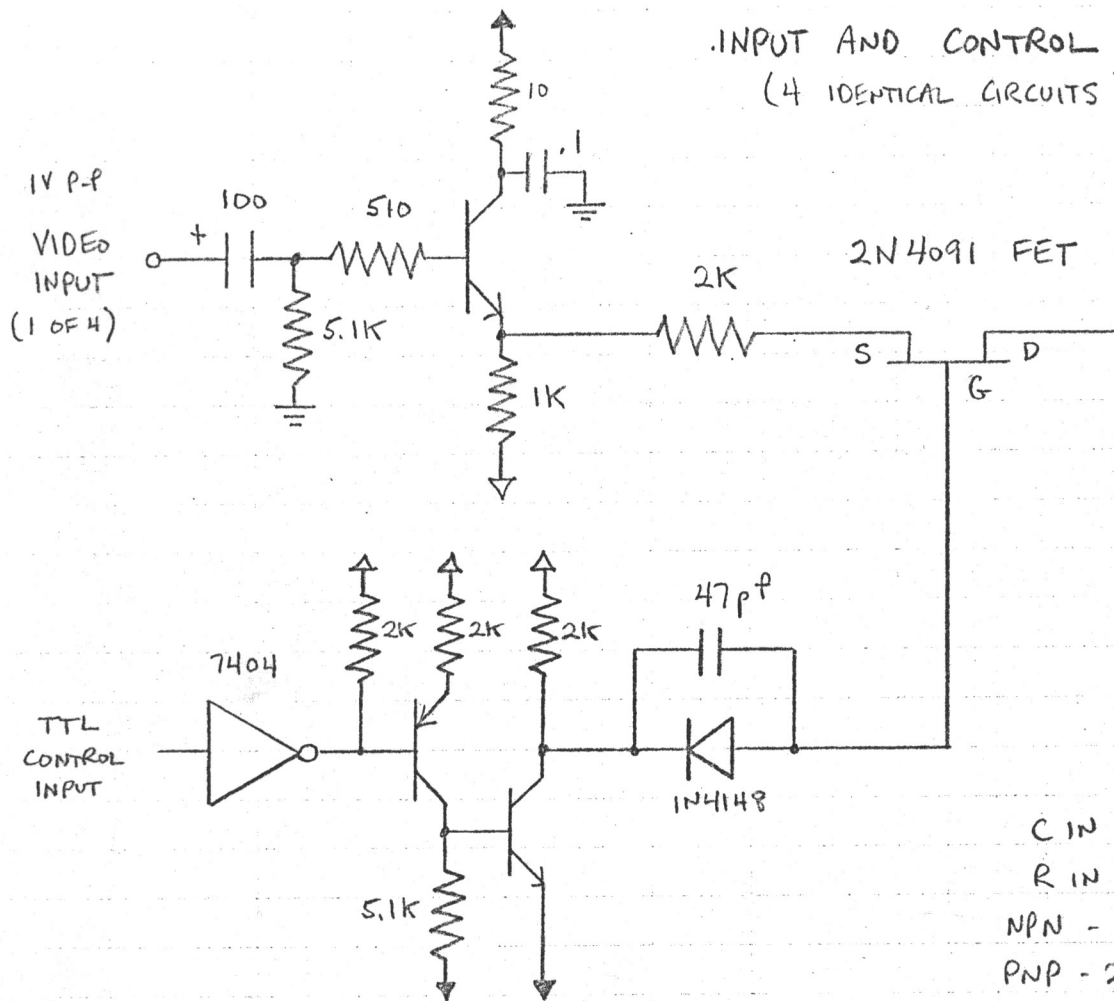 .INPUT AND CONTROL
(4 IDENTICAL CIRCUITS
10
.1
1V P-P
VIDEO
INPUT
(1 OF 4)
+
100
510
5.1K
2K
2N4091 FET
S
D
G
1K
2K
2K
2K
47pf
7404
TTL
CONTROL
INPUT
1N4148
5.1K
C IN
R IN
NPN -
PNP - 2